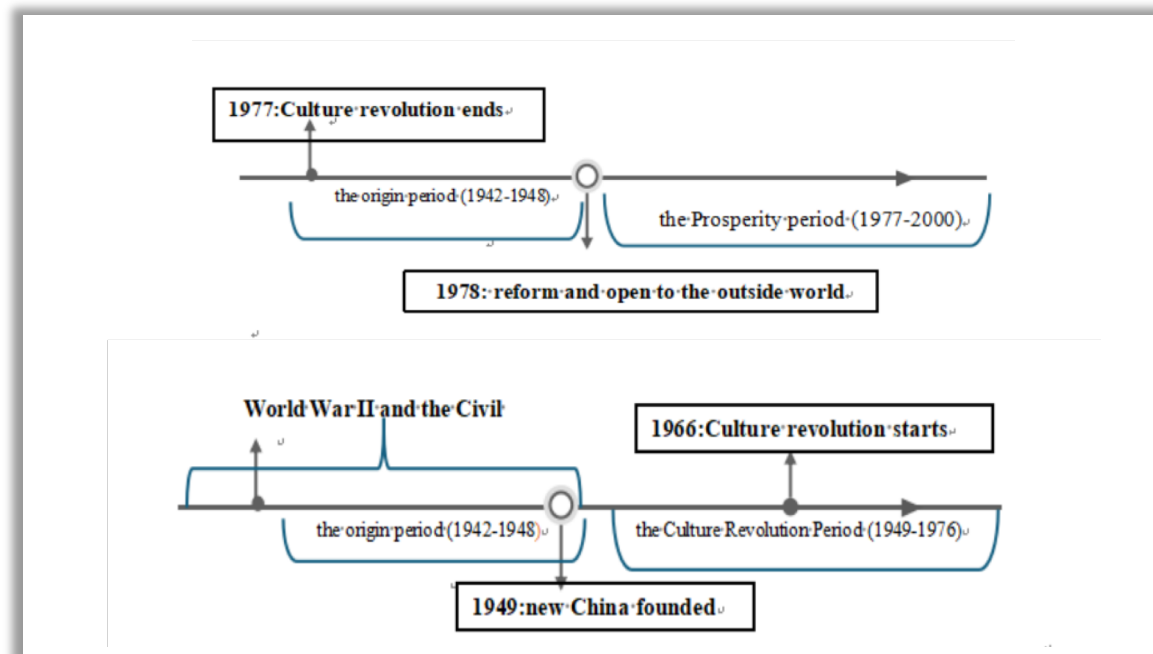 1977:Culture revolution ends
the origin period (1942-1948)
the Prosperity period (1977-2000)
1978: reform and open to the outside world
World War II and the Civil
1966:Culture revolution starts
the origin period (1942-1948)
the Culture Revolution Period (1949-1976)
1949:new China founded